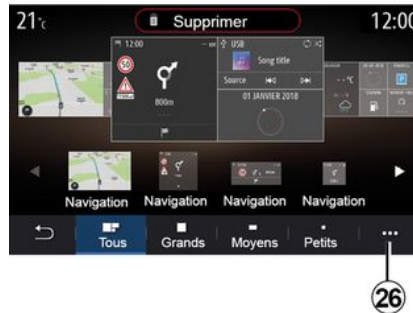 21°c
Supprimer
12:00
12:00
USB
50
Song title
Source
800m
01 JANVIER 2018
Navigation Navigation Navigation Navigation
Tous Grands Moyens Petits
26